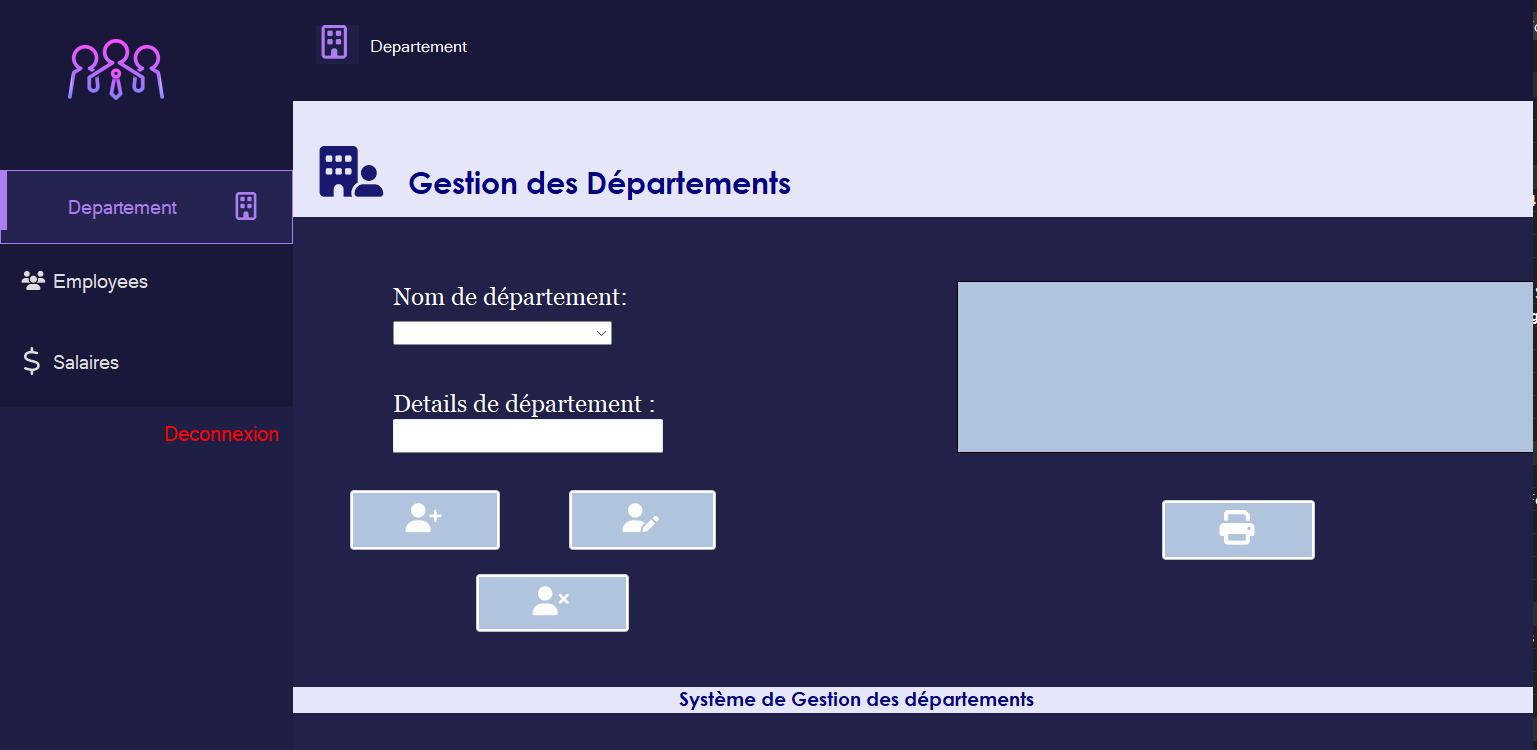 Departement
Gestion des Départements
Departement
Employees
Salaires
Deconnexion
Nom de département:
Details de département :
Système de Gestion des départements